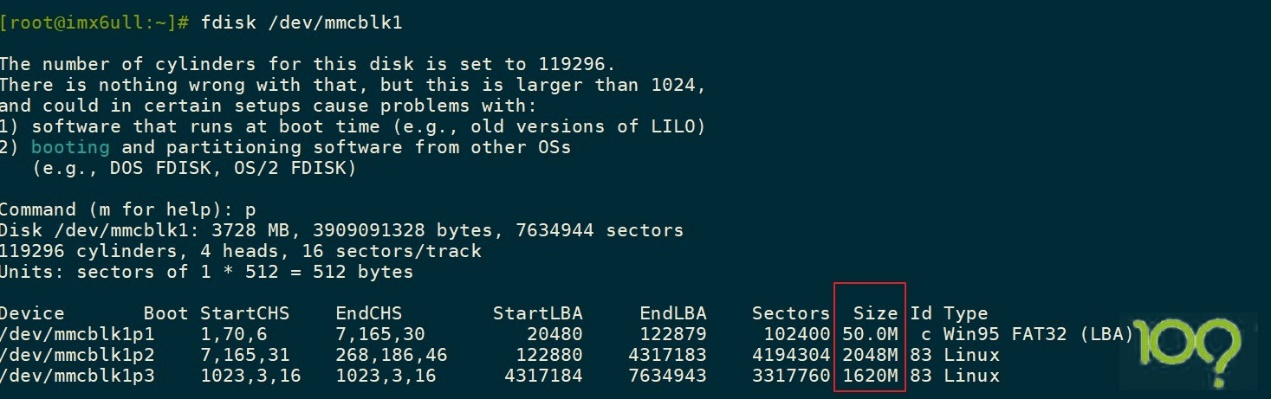 [root@imx6ull:~]# fdisk /dev/mmcblk1
The number of cylinders for this disk is set to 119296.
There is nothing wrong with that, but this is larger than 1024,
and could in certain setups cause problems with:
1) software that runs at boot time (e.g., old versions of LILO)
2) booting and partitioning software from other OSs
(e.g., DOS FDISK, OS/2 FDISK)
Command (m for help): p
Disk /dev/mmcblk1: 3728 MB, 3909091328 bytes, 7634944 sectors
119296 cylinders, 4 heads, 16 sectors/track
Units: sectors of 1 * 512 = 512 bytes
Device Boot StartCHS EndCHS StartLBA EndLBA Sectors Size Id Type
/dev/mmcblk1p1 1,70,6 7,165,30 20480 122879 102400 50.0M c Win95 FAT32 (LBA)
/dev/mmcblk1p2 7,165,31 268,186,46 122880 4317183 4194304 2048M 83 Linux
/dev/mmcblk1p3 1023,3,16 1023,3,16 4317184 7634943 3317760 1620M 83 Linux
100?